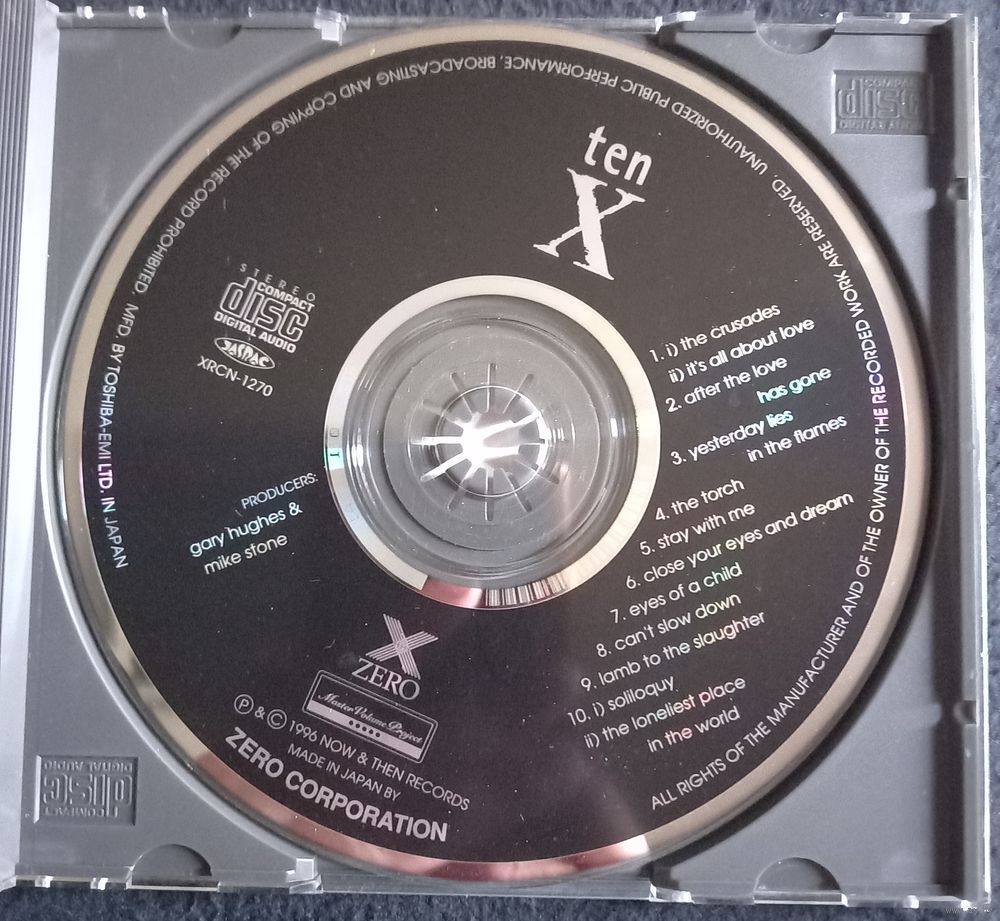 ten
X
STEREO
COMPACT
disc
DIGITAL AUDIO
JASRAC
XRCN-1270
PRODUCERS:
gary hughes &
mike stone
1. i) the crusades
ii) it's all about love
2. after the love
has gone
3. yesterday lies
in the flames
4. the torch
5. stay with me
6. close your eyes and dream
7. eyes of a child
8. can't slow down
9. lamb to the slaughter
10. i) soliloquy
ii) the loneliest place
in the world
X
ZERO
Master Volume Project
Ⓟ & © 1996 NOW & THEN RECORDS
MADE IN JAPAN BY
ZERO CORPORATION
ALL RIGHTS OF THE MANUFACTURER AND OF THE OWNER OF THE RECORDED WORK ARE RESERVED. UNAUTHORIZED PUBLIC PERFORMANCE, BROADCASTING AND COPYING OF THE RECORD PROHIBITED. MFD. BY TOSHIBA-EMI LTD. IN JAPAN
COMPACT
disc
DIGITAL AUDIO
COMPACT
disc
DIGITAL AUDIO